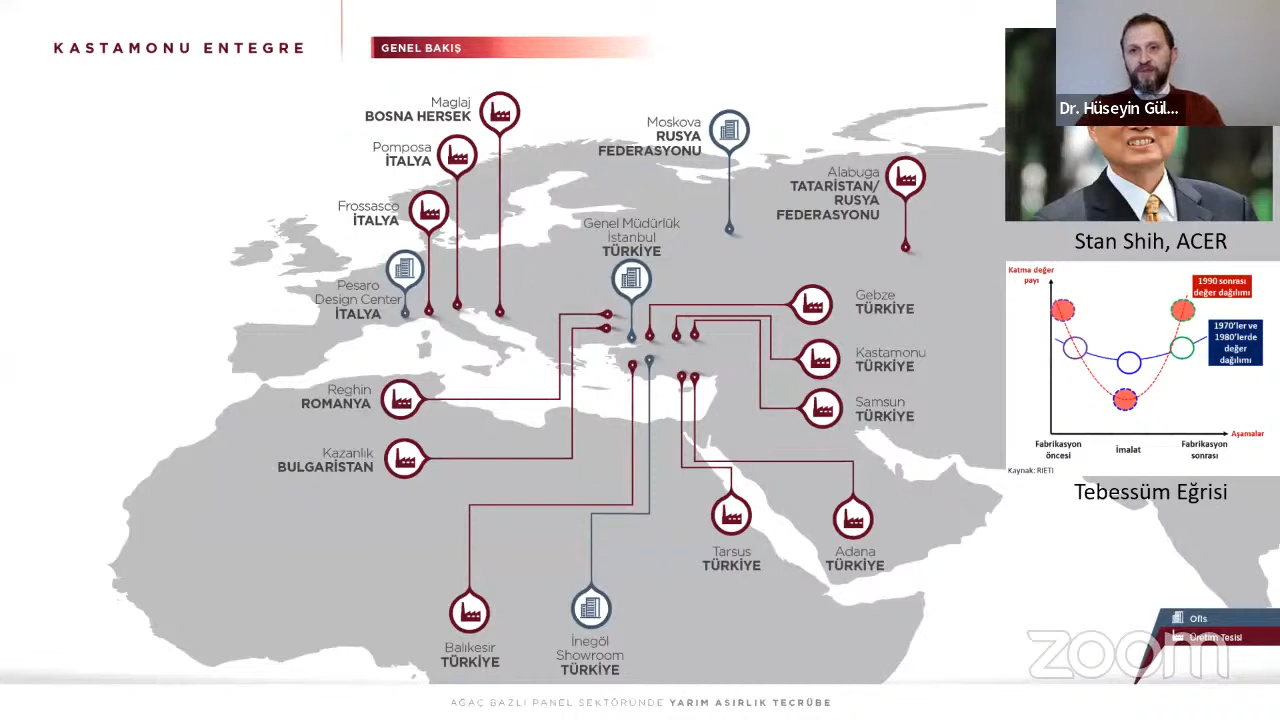 KASTAMONU ENTEGRE
GENEL BAKIŞ
Dr. Hüseyin Gül...
Maglaj
BOSNA HERSEK
Pomposa
İTALYA
Frossasco
İTALYA
Pesaro
Design Center
İTALYA
Moskova
RUSYA
FEDERASYONU
Alabuga
TATARİSTAN/
RUSYA
FEDERASYONU
Genel Müdürlük
İstanbul
TÜRKİYE
Gebze
TÜRKİYE
Kastamonu
TÜRKİYE
Samsun
TÜRKİYE
Reghin
ROMANYA
Kazanlık
BULGARİSTAN
Tarsus
TÜRKİYE
Adana
TÜRKİYE
Balıkesir
TÜRKİYE
İnegöl
Showroom
TÜRKİYE
Stan Shih, ACER
Katma değer
payı
1990 sonrası
değer dağılımı
1970'ler ve
1980'lerde
değer
dağılımı
Aşamalar
Fabrikasyon
öncesi
İmalat
Fabrikasyon
sonrası
Kaynak: RIETI
Tebessüm Eğrisi
Ofis
Üretim Tesisi
zoom
AĞAÇ BAZLI PANEL SEKTÖRÜNDE YARIM ASIRLIK TECRÜBE